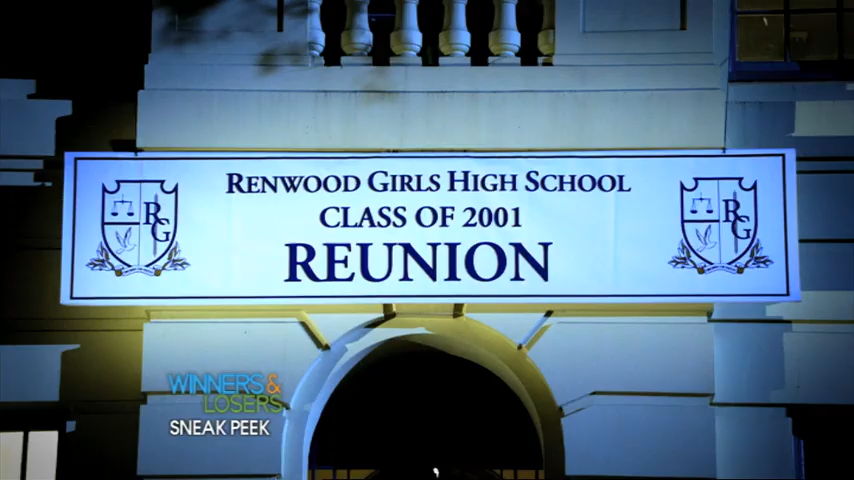 RENWOOD GIRLS HIGH SCHOOL
CLASS OF 2001
REUNION
RG
RG
WINNERS &
LOSERS
SNEAK PEEK